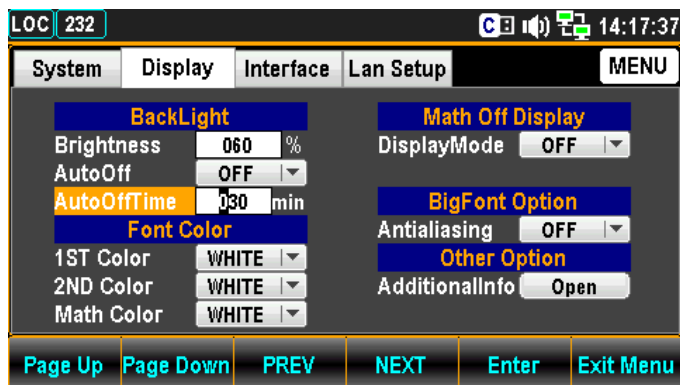 LOC 232 C 14:17:37
System Display Interface Lan Setup MENU
BackLight
Brightness 060 %
AutoOff OFF
AutoOffTime 030 min
Font Color
1ST Color WHITE
2ND Color WHITE
Math Color WHITE
Math Off Display
DisplayMode OFF
BigFont Option
Antialiasing OFF
Other Option
AdditionalInfo Open
Page Up Page Down PREV NEXT Enter Exit Menu